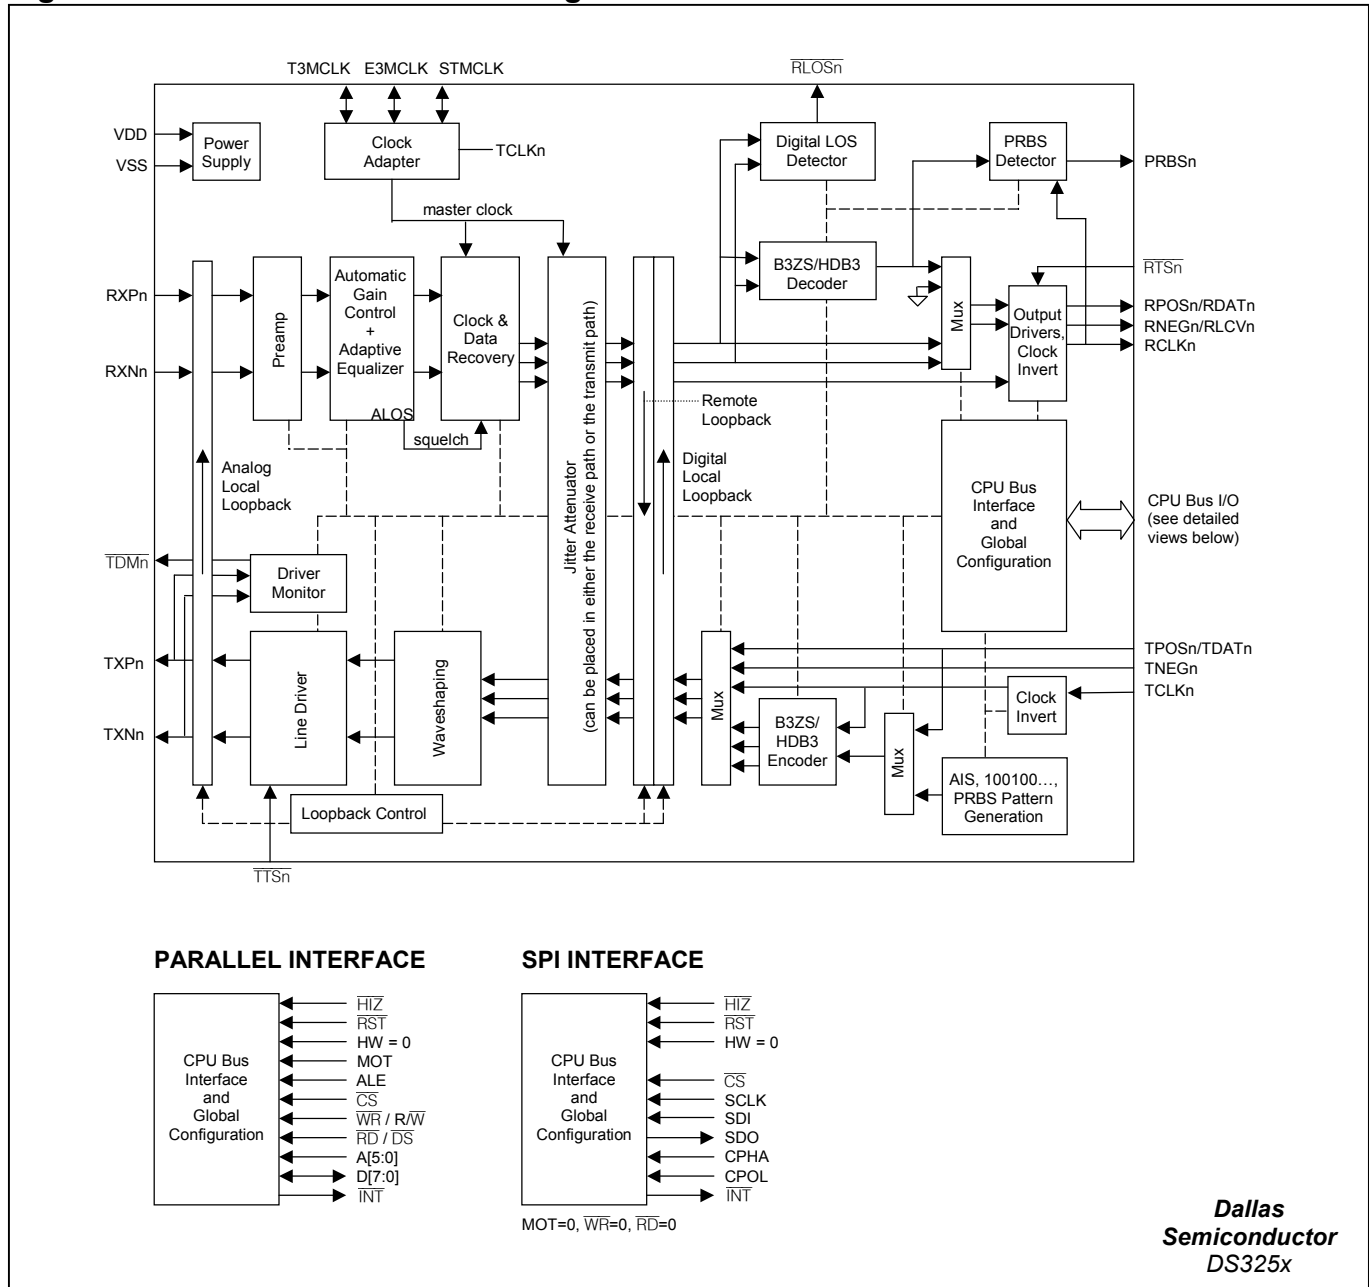 T3MCLK E3MCLK STMCLK
RLOSn
VDD
VSS
Power
Supply
Clock
Adapter
TCLKn
Digital LOS
Detector
PRBS
Detector
PRBSn
master clock
RXPn
RXNn
Preamp
Automatic
Gain
Control
+
Adaptive
Equalizer
ALOS
squelch
Clock &
Data
Recovery
Jitter Attenuator
(can be placed in either the receive path or the transmit path)
B3ZS/HDB3
Decoder
Mux
RTSn
Output
Drivers,
Clock
Invert
RPOSn/RDATn
RNEGn/RLCVn
RCLKn
Remote
Loopback
Analog
Local
Loopback
Digital
Local
Loopback
CPU Bus
Interface
and
Global
Configuration
CPU Bus I/O
(see detailed
views below)
TDMn
Driver
Monitor
TXPn
TXNn
Line Driver
Waveshaping
Mux
B3ZS/
HDB3
Encoder
Mux
Clock
Invert
TPOSn/TDATn
TNEGn
TCLKn
AIS, 100100…,
PRBS Pattern
Generation
Loopback Control
TTSn
PARALLEL INTERFACE
CPU Bus
Interface
and
Global
Configuration
HIZ
RST
HW = 0
MOT
ALE
CS
WR / R/W
RD / DS
A[5:0]
D[7:0]
INT
SPI INTERFACE
CPU Bus
Interface
and
Global
Configuration
HIZ
RST
HW = 0
CS
SCLK
SDI
SDO
CPHA
CPOL
INT
MOT=0, WR=0, RD=0
Dallas
Semiconductor
DS325x